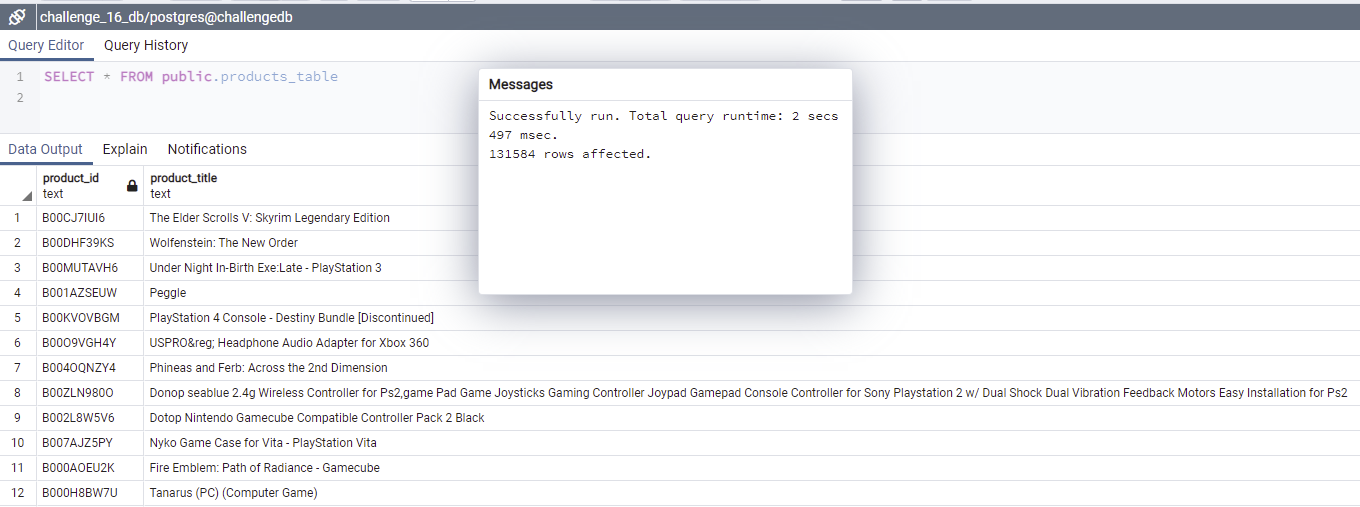 challenge_16_db/postgres@challengedb
Query Editor Query History
1 SELECT * FROM public.products_table
2
Messages
Successfully run. Total query runtime: 2 secs
497 msec.
131584 rows affected.
Data Output Explain Notifications
product_id product_title
text text
1 B00CJ7IUI6 The Elder Scrolls V: Skyrim Legendary Edition
2 B00DHF39KS Wolfenstein: The New Order
3 B00MUTAVH6 Under Night In-Birth Exe:Late - PlayStation 3
4 B001AZSEUW Peggle
5 B00KVOVBGM PlayStation 4 Console - Destiny Bundle [Discontinued]
6 B00O9VGH4Y USPRO&reg; Headphone Audio Adapter for Xbox 360
7 B004OQNZY4 Phineas and Ferb: Across the 2nd Dimension
8 B00ZLN980O Donop seablue 2.4g Wireless Controller for Ps2,game Pad Game Joysticks Gaming Controller Joypad Gamepad Console Controller for Sony Playstation 2 w/ Dual Shock Dual Vibration Feedback Motors Easy Installation for Ps2
9 B002L8W5V6 Dotop Nintendo Gamecube Compatible Controller Pack 2 Black
10 B007AJZ5PY Nyko Game Case for Vita - PlayStation Vita
11 B000AOEU2K Fire Emblem: Path of Radiance - Gamecube
12 B000H8BW7U Tanarus (PC) (Computer Game)